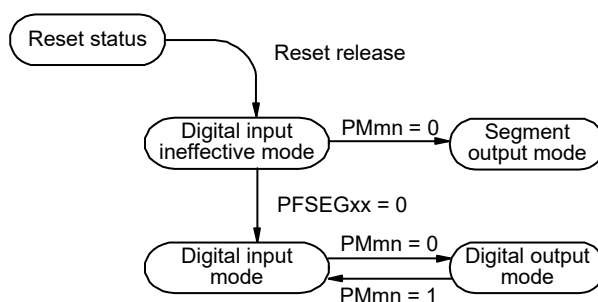 Reset status
Reset release
Digital input
ineffective mode
PMmn = 0
Segment
output mode
PFSEGxx = 0
Digital input
mode
PMmn = 0
PMmn = 1
Digital output
mode